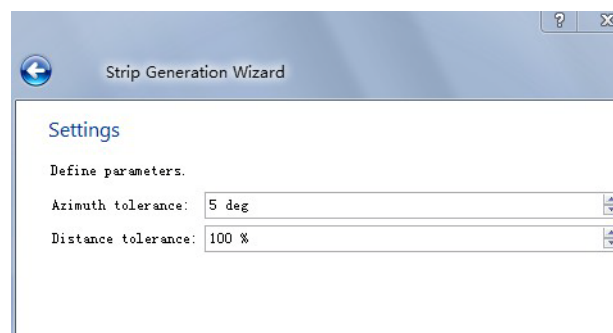 ?
Strip Generation Wizard
Settings
Define parameters.
Azimuth tolerance: 5 deg
Distance tolerance: 100 %